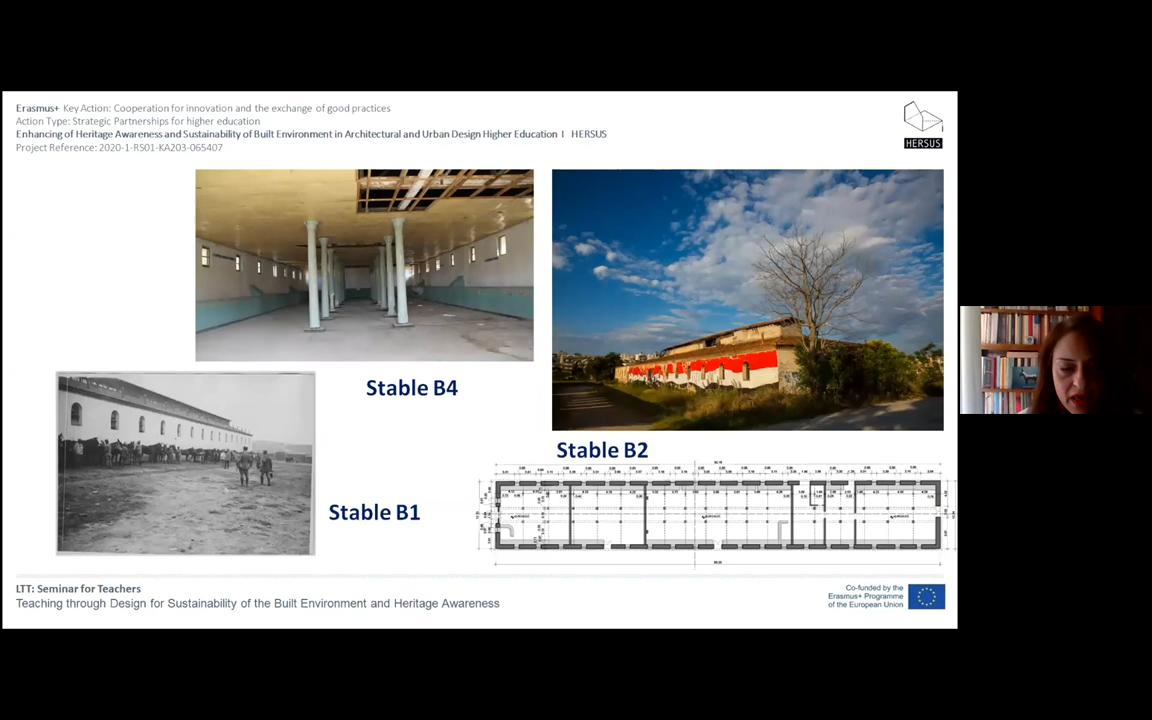 Erasmus+ Key Action: Cooperation for innovation and the exchange of good practices
Action Type: Strategic Partnerships for higher education
Enhancing of Heritage Awareness and Sustainability of Built Environment in Architectural and Urban Design Higher Education I HERSUS
Project Reference: 2020-1-RS01-KA203-065407
HERSUS
Stable B4
Stable B2
Stable B1
LTT: Seminar for Teachers
Teaching through Design for Sustainability of the Built Environment and Heritage Awareness
Co-funded by the
Erasmus+ Programme
of the European Union